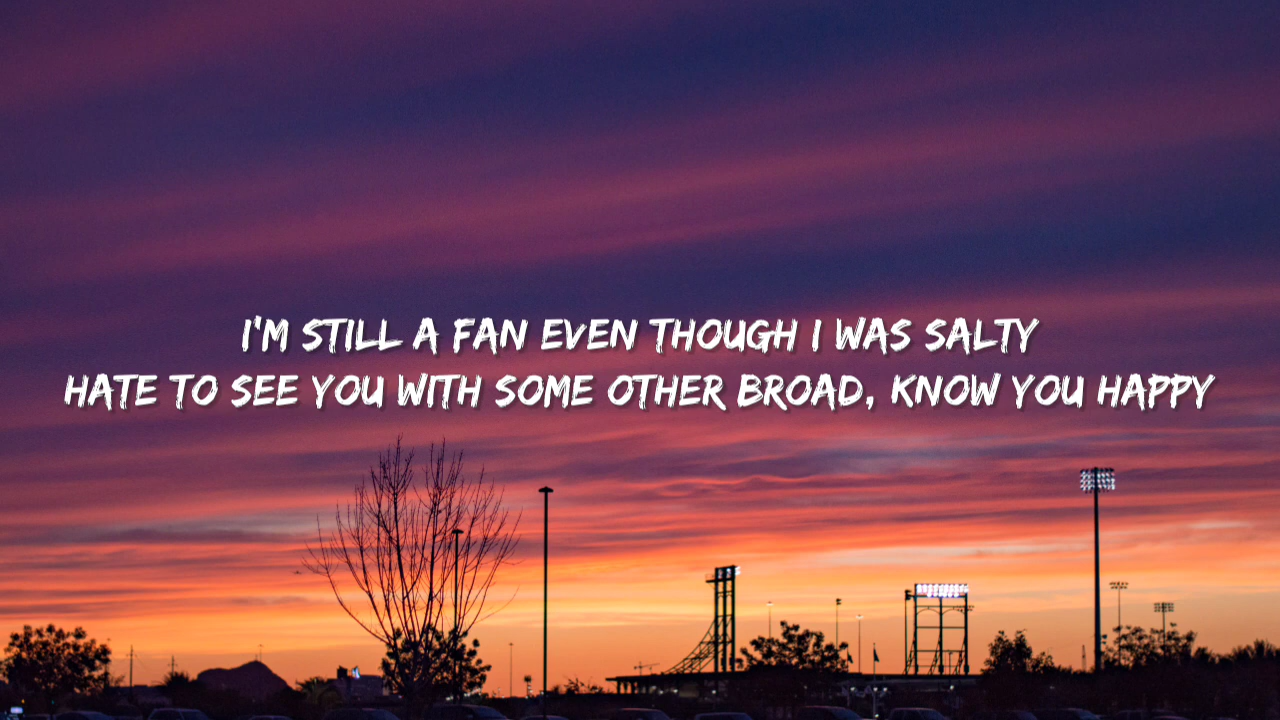 I'M STILL A FAN EVEN THOUGH I WAS SALTY
HATE TO SEE YOU WITH SOME OTHER BROAD, KNOW YOU HAPPY